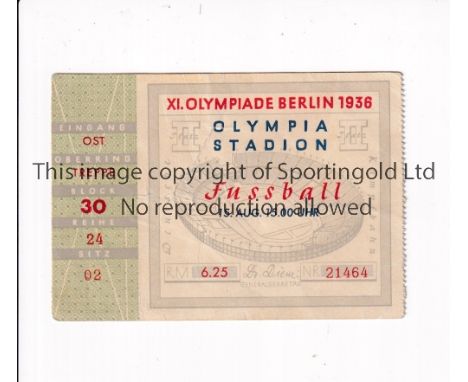 XI. OLYMPIADE BERLIN 1936
OLYMPIA
STADION
Fussball
15. AUG. 15.00 UHR
RM 6.25
GENERALSEKRETÄR
NR 21464
EINGANG
OST
OBERRING
TREPPE
BLOCK
30
REIHE
24
SITZ
02
This image copyright of Sportingold Ltd
No reproduction allowed